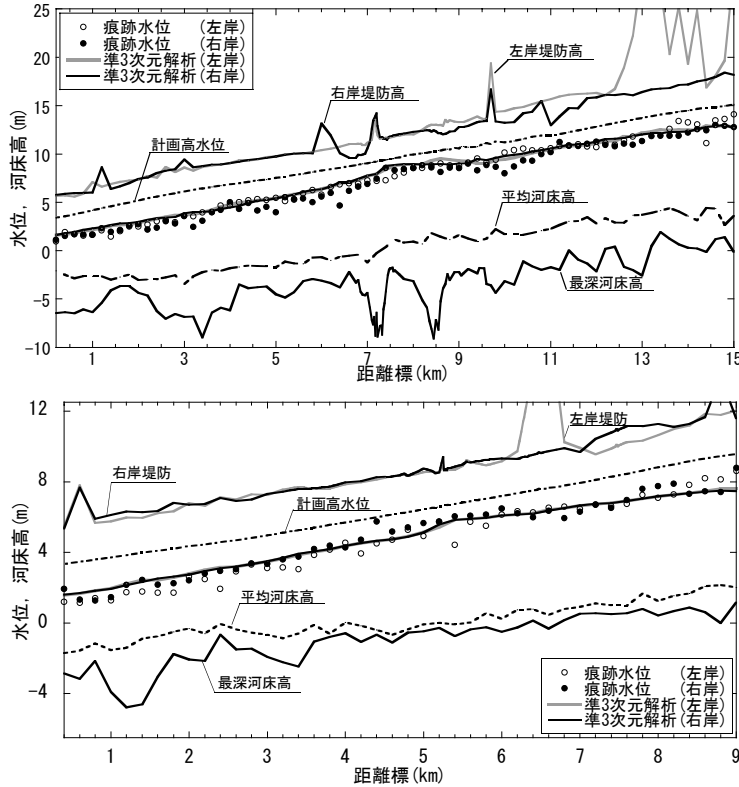 25
20
15
10
5
0
-5
-10
水位，河床高(m)
痕跡水位 (左岸)
痕跡水位 (右岸)
準3次元解析(左岸)
準3次元解析(右岸)
左岸堤防高
右岸堤防高
計画高水位
平均河床高
最深河床高
1 3 5 7 9 11 13 15
距離標(km)
12
8
4
0
-4
水位，河床高(m)
左岸堤防
右岸堤防
計画高水位
平均河床高
最深河床高
痕跡水位 (左岸)
痕跡水位 (右岸)
準3次元解析(左岸)
準3次元解析(右岸)
1 2 3 4 5 6 7 8 9
距離標(km)